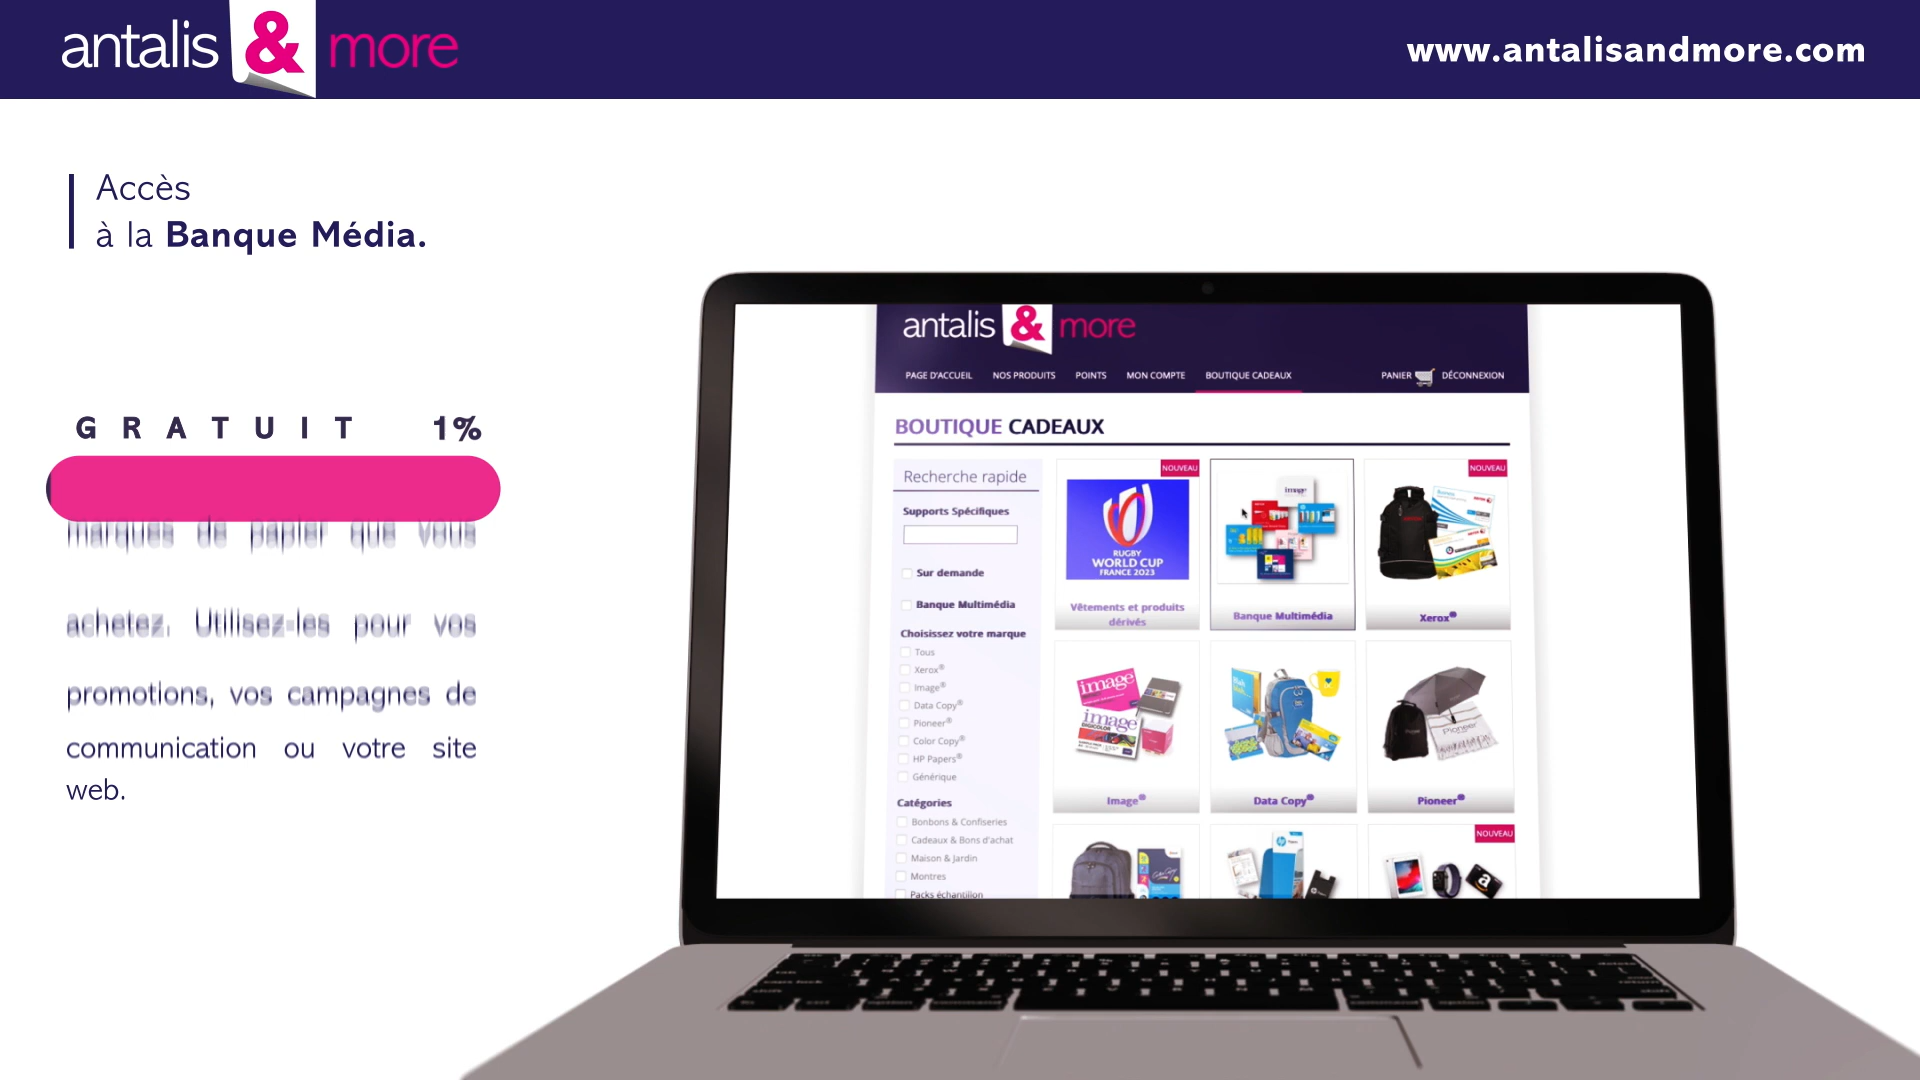 antalis & more
www.antalisandmore.com
Accès
à la Banque Média.
GRATUIT 1%
marques de papier que vous
achetez. Utilisez-les pour vos
promotions, vos campagnes de
communication ou votre site
web.
antalis & more
PAGE D'ACCUEIL NOS PRODUITS POINTS MON COMPTE BOUTIQUE CADEAUX PANIER DÉCONNEXION
BOUTIQUE CADEAUX
Recherche rapide
Supports Spécifiques
Sur demande
Banque Multimédia
Choisissez votre marque
Tous
Xerox®
Image®
Data Copy®
Pioneer®
Color Copy®
HP Papers®
Générique
Catégories
Bonbons & Confiseries
Cadeaux & Bons d'achat
Maison & Jardin
Montres
Packs échantillon
NOUVEAU
RUGBY
WORLD CUP
FRANCE 2023
Vêtements et produits
dérivés
image
Banque Multimédia
NOUVEAU
Xerox®
image
image
Image®
Data Copy®
Pioneer
Pioneer®
NOUVEAU